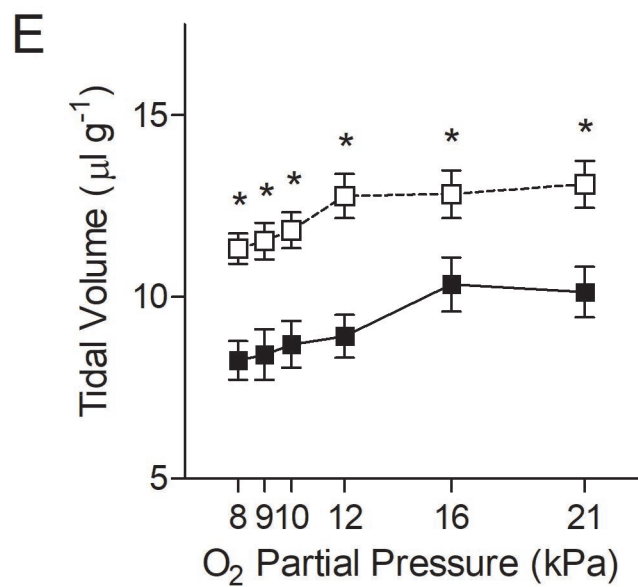 E
Tidal Volume (μl g⁻¹)
15
10
5
* * * * * *
8 9 10 12 16 21
O₂ Partial Pressure (kPa)